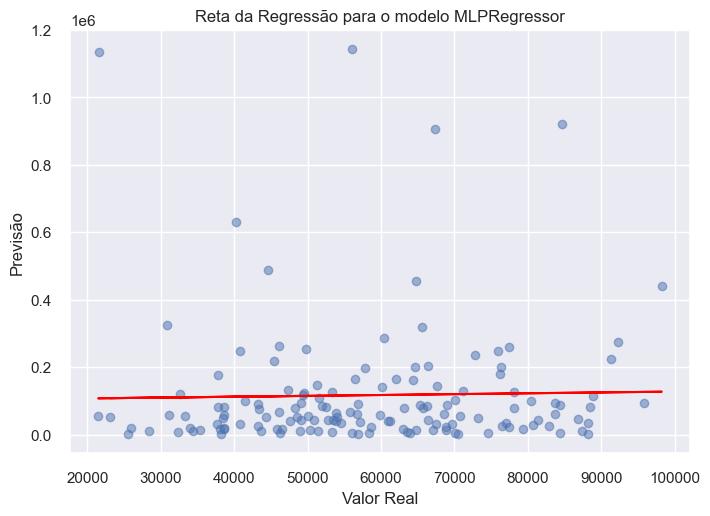 Reta da Regressão para o modelo MLPRegressor
1e6
1.2
1.0
0.8
0.6
0.4
0.2
0.0
Previsão
20000 30000 40000 50000 60000 70000 80000 90000 100000
Valor Real